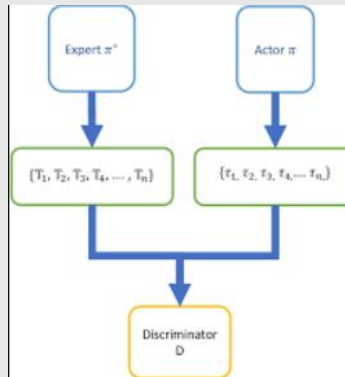 Expert π*
Actor π
{T₁, T₂, T₃, T₄, .... , Tₙ}
{τ₁, τ₂, τ₃, τ₄,.... τₙ,}
Discriminator
D